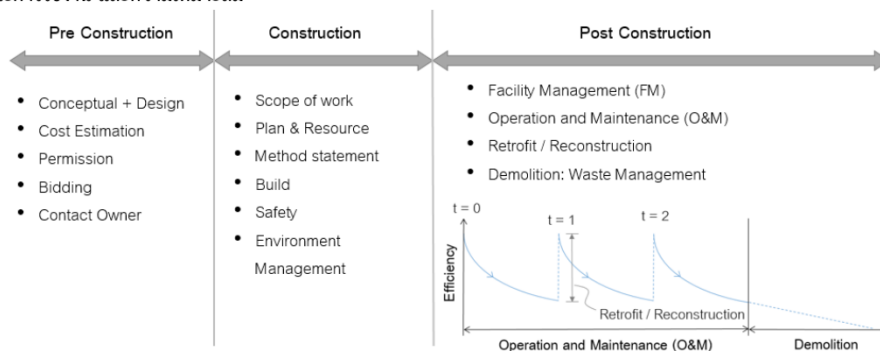 Pre Construction
Construction
Post Construction
• Conceptual + Design
• Cost Estimation
• Permission
• Bidding
• Contact Owner
• Scope of work
• Plan & Resource
• Method statement
• Build
• Safety
• Environment
Management
• Facility Management (FM)
• Operation and Maintenance (O&M)
• Retrofit / Reconstruction
• Demolition: Waste Management
t = 0
t = 1
t = 2
Efficiency
Retrofit / Reconstruction
Operation and Maintenance (O&M)
Demolition